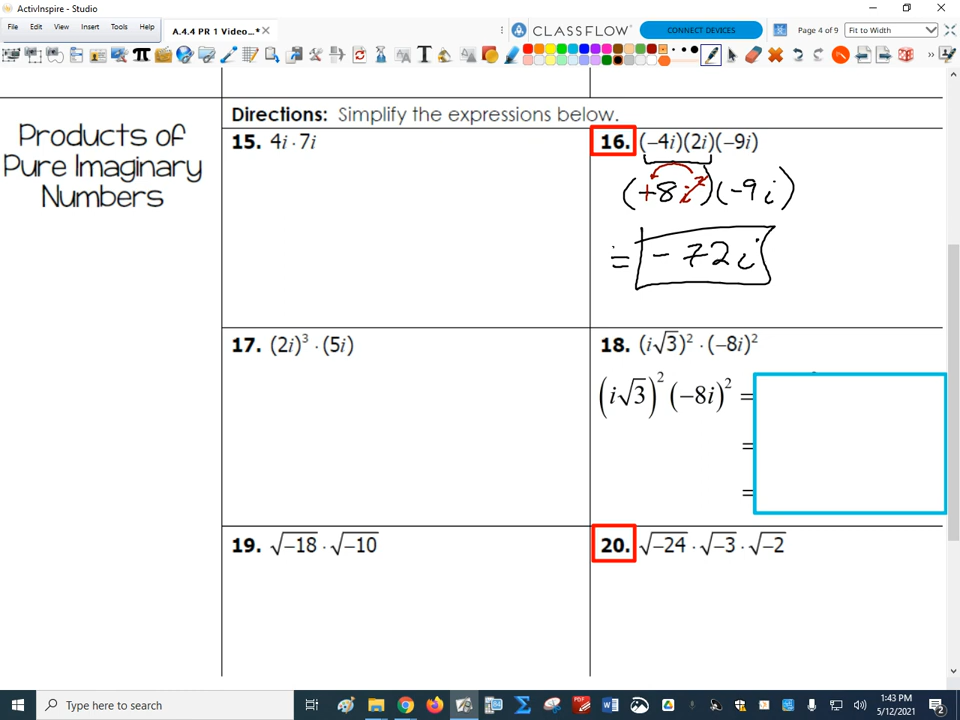 ActivInspire - Studio
File Edit View Insert Tools Help
A.4.4 PR 1 Video...*
CLASSFLOW
CONNECT DEVICES
Page 4 of 9
Fit to Width
Products of
Pure Imaginary
Numbers
Directions: Simplify the expressions below.
15. 4i · 7i
16. (−4i)(2i)(−9i)
(+8i²)(-9i)
= -72i
17. (2i)³ · (5i)
18. (i√3)² · (−8i)²
(i√3)² (−8i)² =
=
=
19. √−18 · √−10
20. √−24 · √−3 · √−2
Type here to search
1:43 PM
5/12/2021
2